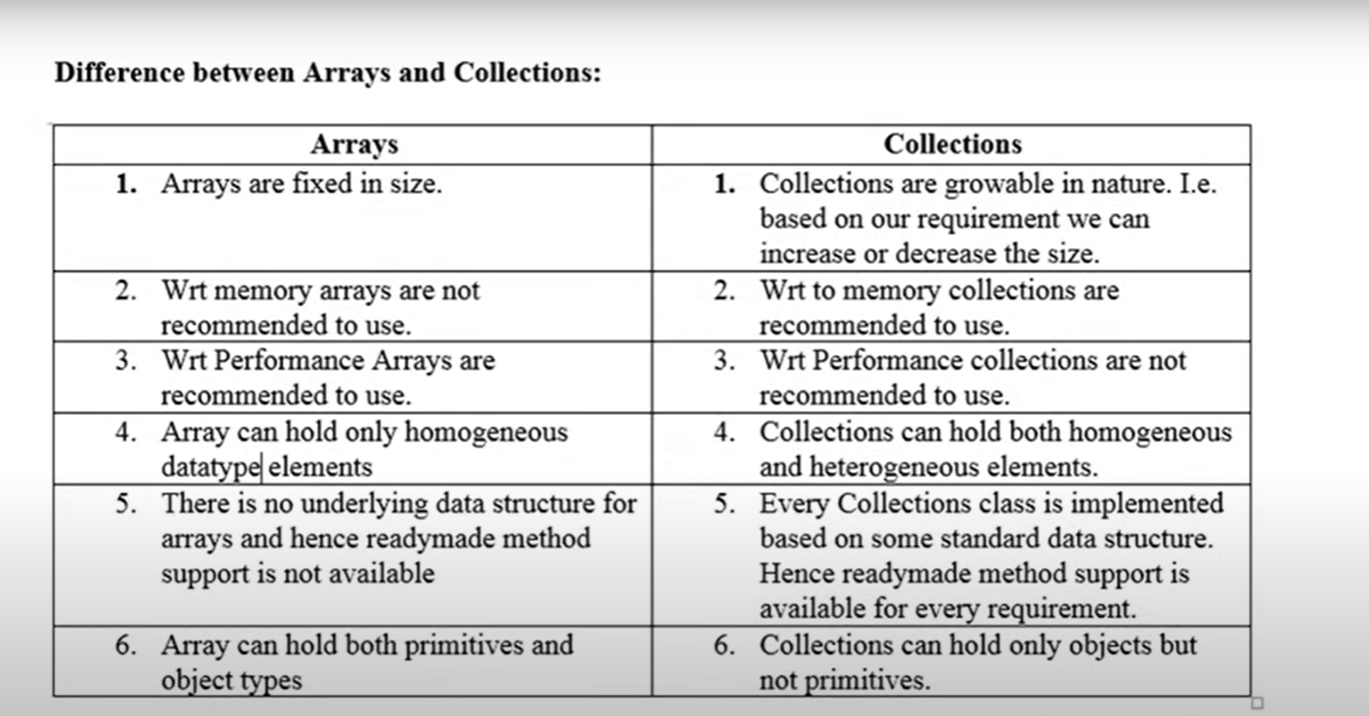 Difference between Arrays and Collections:
Arrays
Collections
1. Arrays are fixed in size.
1. Collections are growable in nature. I.e.
based on our requirement we can
increase or decrease the size.
2. Wrt memory arrays are not
recommended to use.
2. Wrt to memory collections are
recommended to use.
3. Wrt Performance Arrays are
recommended to use.
3. Wrt Performance collections are not
recommended to use.
4. Array can hold only homogeneous
datatype elements
4. Collections can hold both homogeneous
and heterogeneous elements.
5. There is no underlying data structure for
arrays and hence readymade method
support is not available
5. Every Collections class is implemented
based on some standard data structure.
Hence readymade method support is
available for every requirement.
6. Array can hold both primitives and
object types
6. Collections can hold only objects but
not primitives.